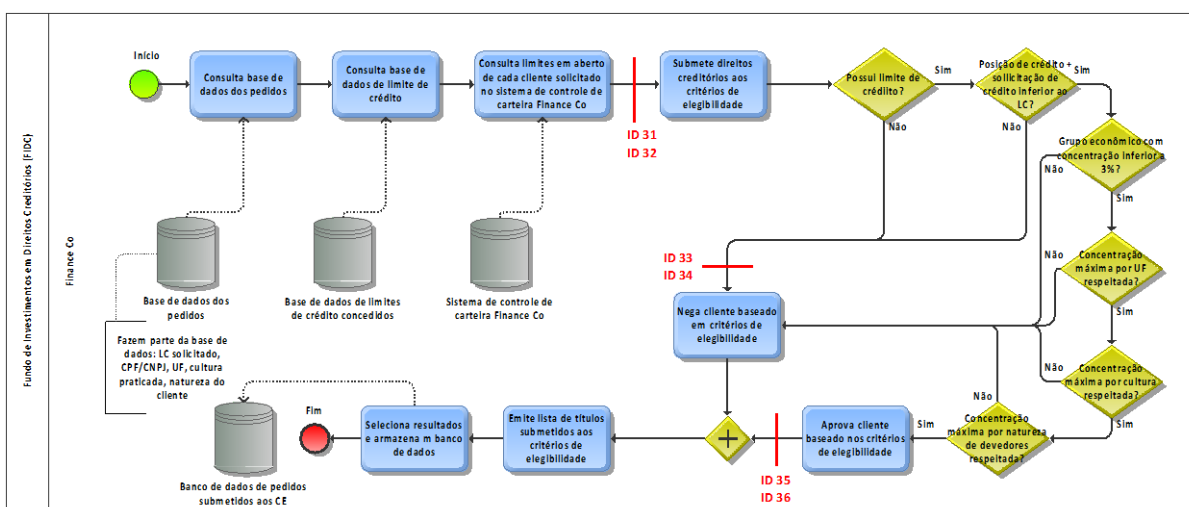 Fundo de Investimentos em Direitos Creditórios (FIDC)
Finance Co
Início
Consulta base de
dados dos pedidos
Consulta base de
dados de limite de
crédito
Consulta limites em aberto
de cada cliente solicitado
no sistema de controle de
carteira Finance Co
ID 31
ID 32
Submete direitos
creditórios aos
critérios de
elegibilidade
Possui limite de
crédito?
Sim
Não
Posição de crédito +
solicitação de
crédito inferior ao
LC?
Sim
Não
Grupo econômico com
concentração inferior a
3%?
Não
Sim
Base de dados dos
pedidos
Base de dados de limites
de crédito concedidos
Sistema de controle de
carteira Finance Co
ID 33
ID 34
Concentração
máxima por UF
respeitada?
Não
Sim
Nega cliente baseado
em critérios de
elegibilidade
Fazem parte da base de
dados: LC solicitado,
CPF/CNPJ, UF, cultura
praticada, natureza do
cliente
Concentração
máxima por cultura
respeitada?
Não
Sim
Concentração
máxima por natureza
de devedores
respeitada?
Não
Sim
Aprova cliente
baseado nos critérios
de elegibilidade
ID 35
ID 36
Emite lista de títulos
submetidos aos
critérios de
elegibilidade
Seleciona resultados
e armazena m banco
de dados
Fim
Banco de dados de pedidos
submetidos aos CE